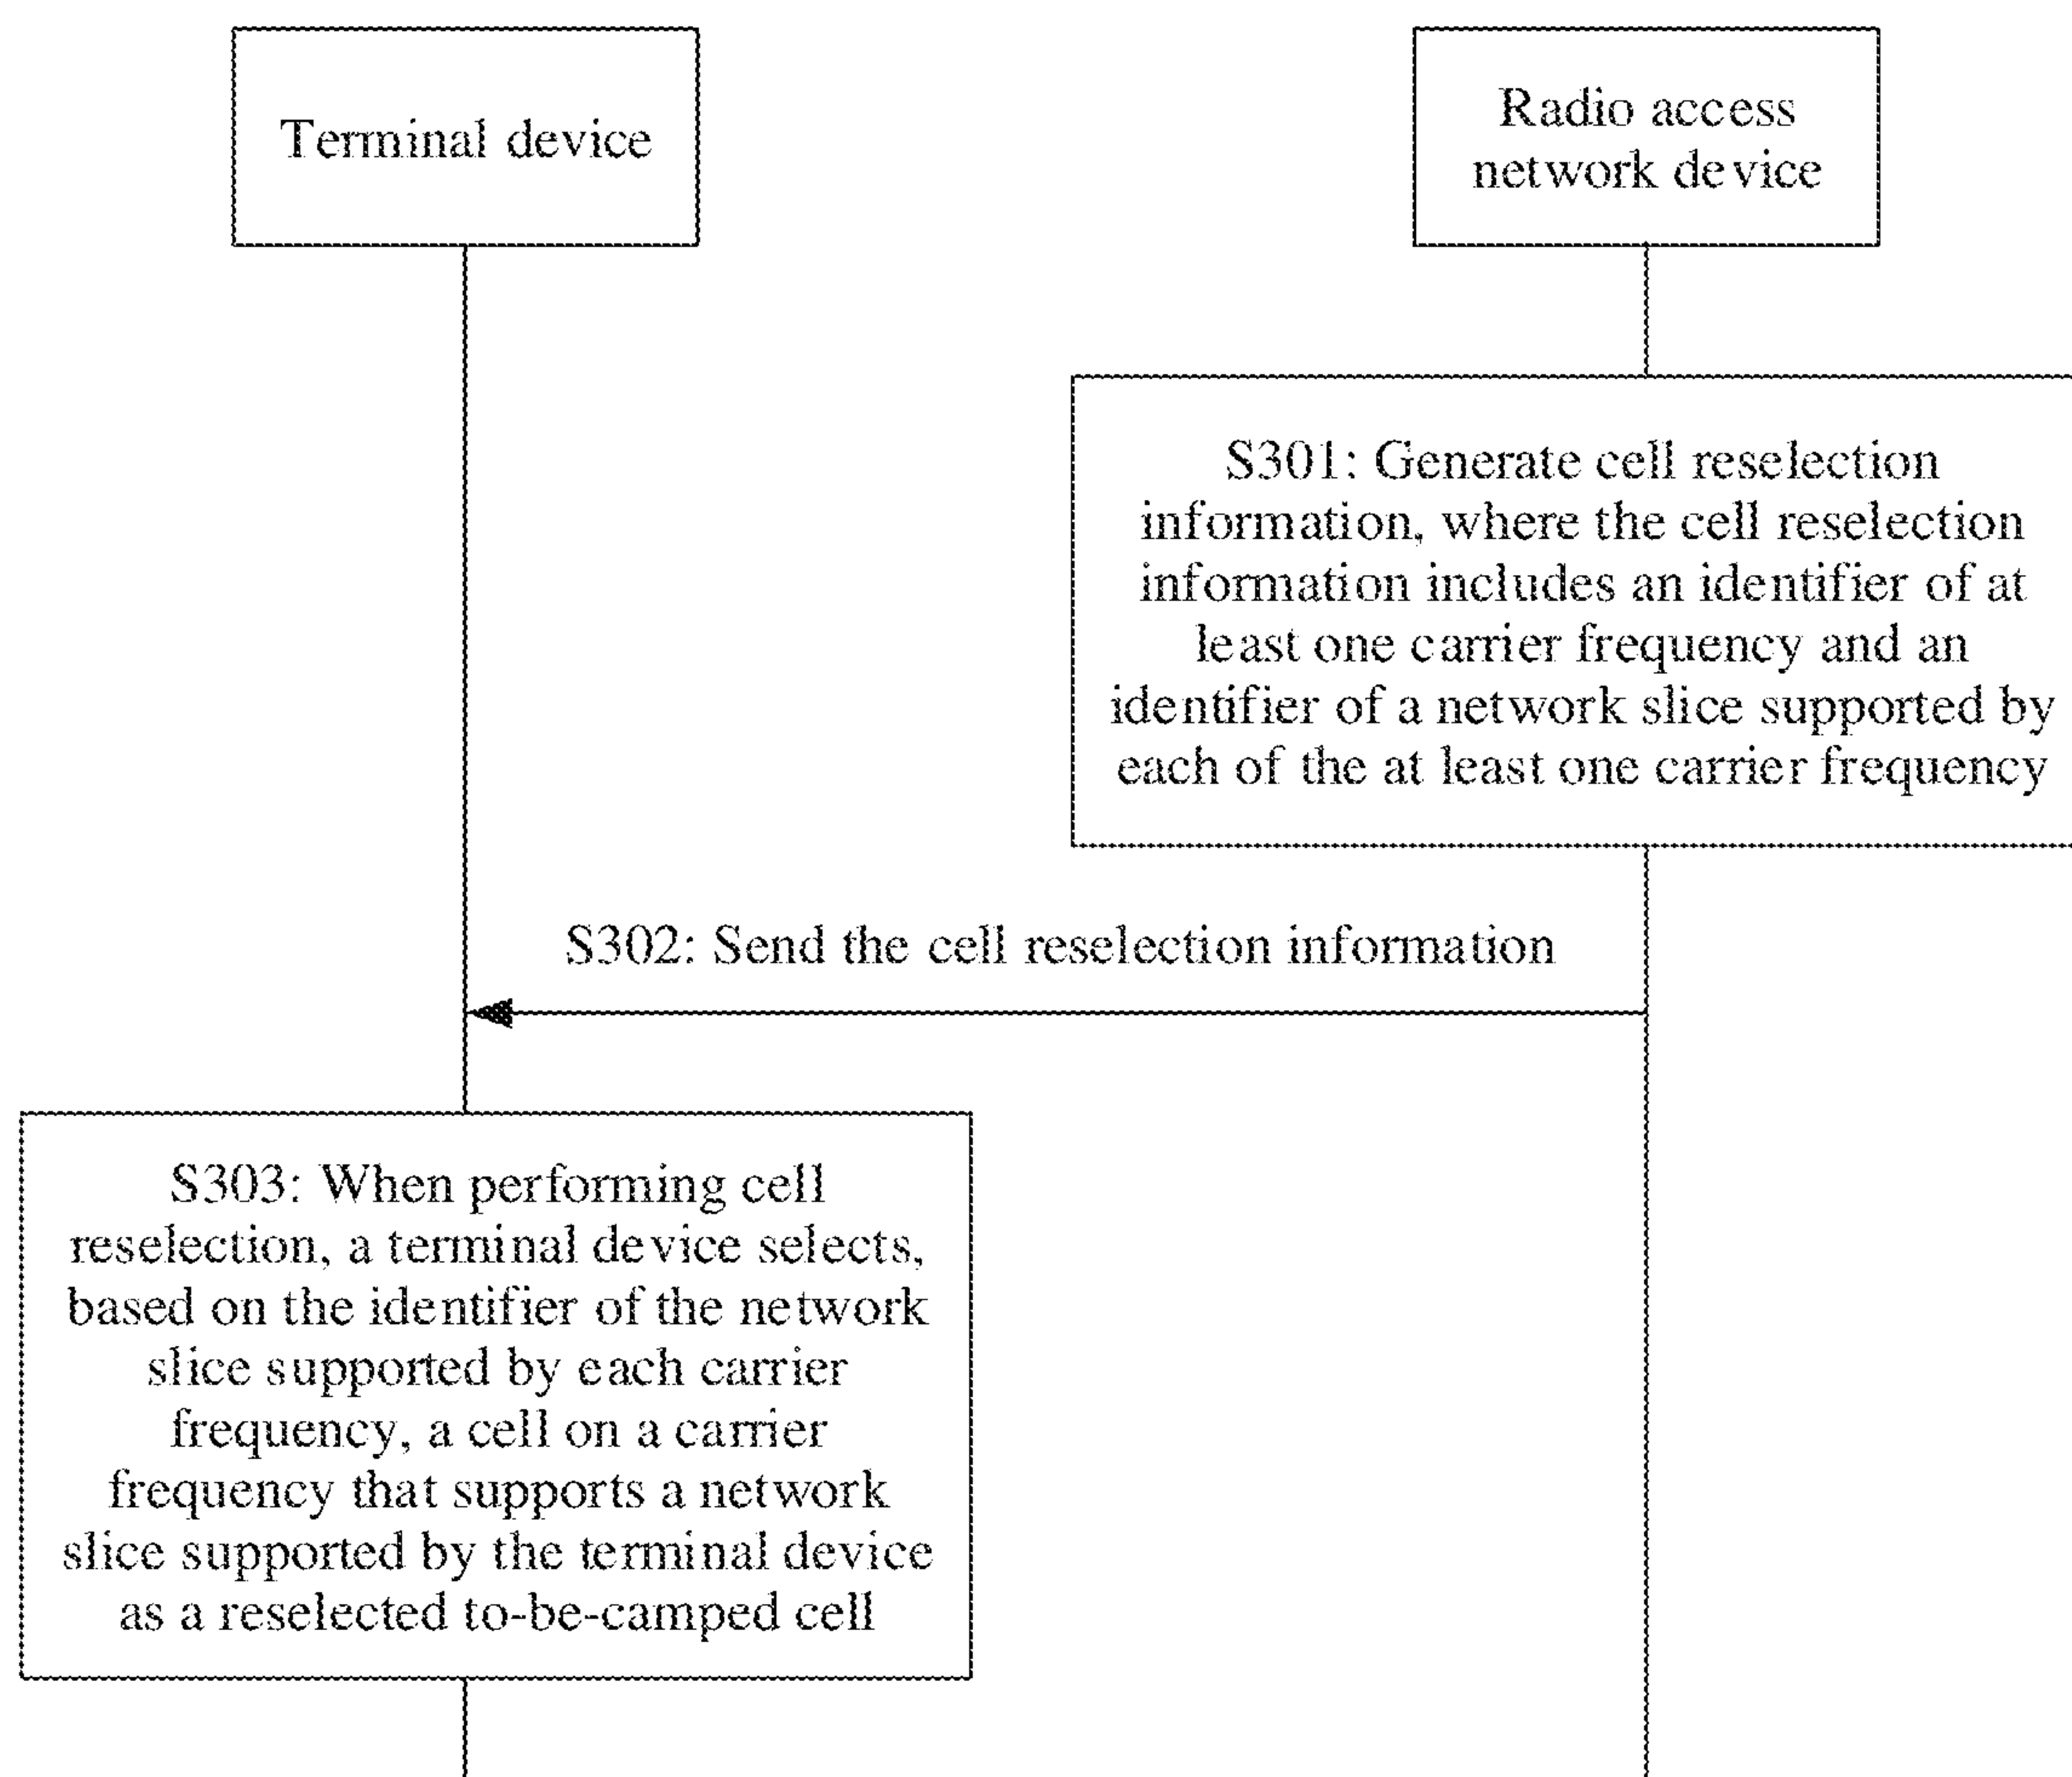 Terminal device
Radio access
network device
S301: Generate cell reselection
information, where the cell reselection
information includes an identifier of at
least one carrier frequency and an
identifier of a network slice supported by
each of the at least one carrier frequency
S302: Send the cell reselection information
S303: When performing cell
reselection, a terminal device selects,
based on the identifier of the network
slice supported by each carrier
frequency, a cell on a carrier
frequency that supports a network
slice supported by the terminal device
as a reselected to-be-camped cell